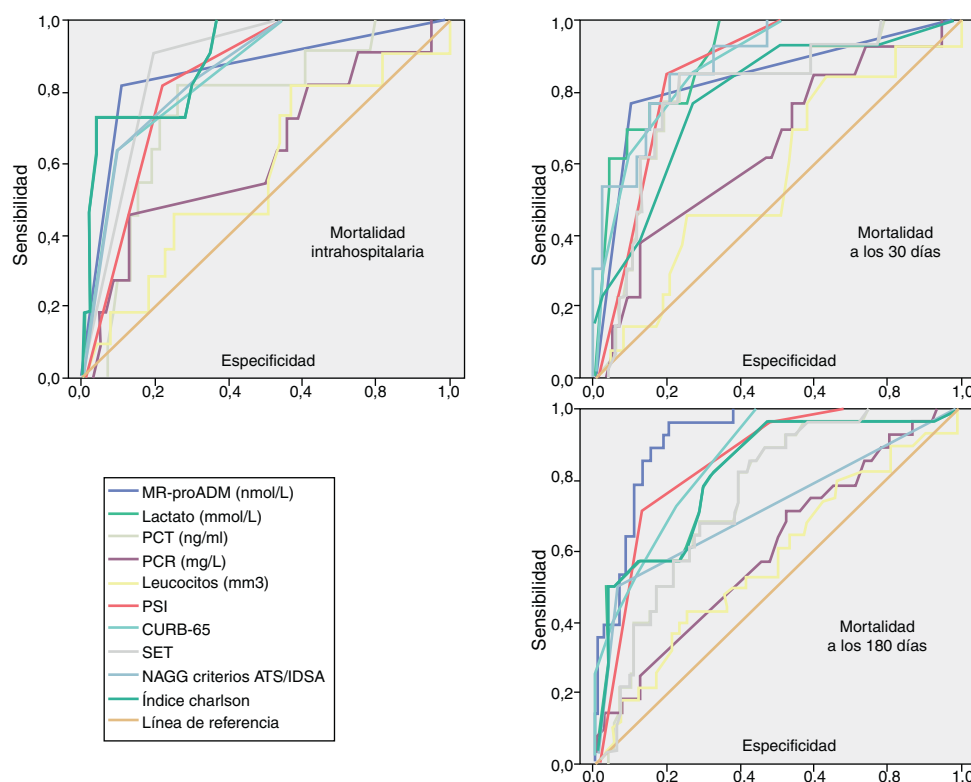 1,0
0,8
0,6
0,4
0,2
0,0
Sensibilidad
Mortalidad
intrahospitalaria
Especificidad
0,0 0,2 0,4 0,4 0,8 1,0
1,0
0,8
0,6
0,4
0,2
0,0
Sensibilidad
Mortalidad
a los 30 días
Especificidad
0,0 0,2 0,4 0,4 0,8 1,0
MR-proADM (nmol/L)
Lactato (mmol/L)
PCT (ng/ml)
PCR (mg/L)
Leucocitos (mm3)
PSI
CURB-65
SET
NAGG criterios ATS/IDSA
Índice charlson
Línea de referencia
1,0
0,8
0,6
0,4
0,2
0,0
Sensibilidad
Mortalidad
a los 180 días
Especificidad
0,0 0,2 0,4 0,4 0,8 1,0